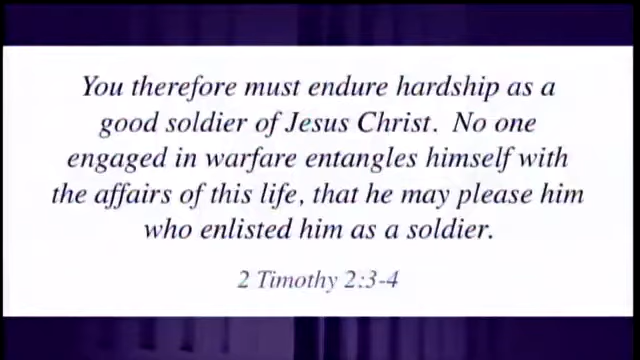 You therefore must endure hardship as a
good soldier of Jesus Christ.  No one
engaged in warfare entangles himself with
the affairs of this life, that he may please him
who enlisted him as a soldier.
2 Timothy 2:3-4